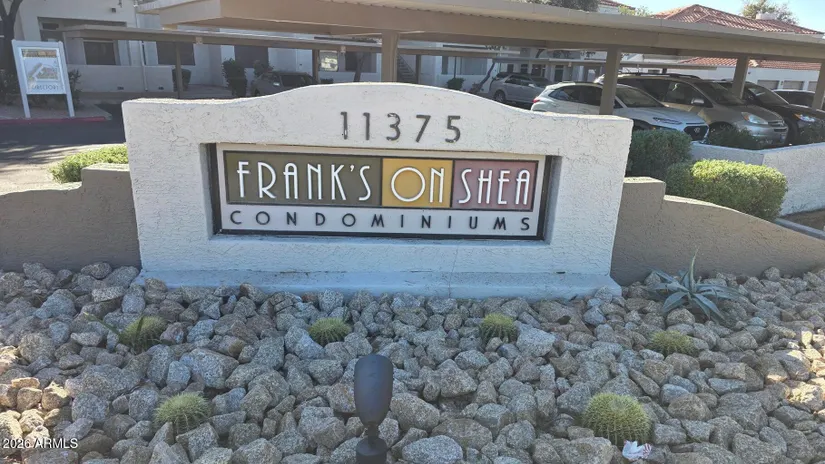 11375
FRANK'S ON SHEA
CONDOMINIUMS
2026 ARMLS